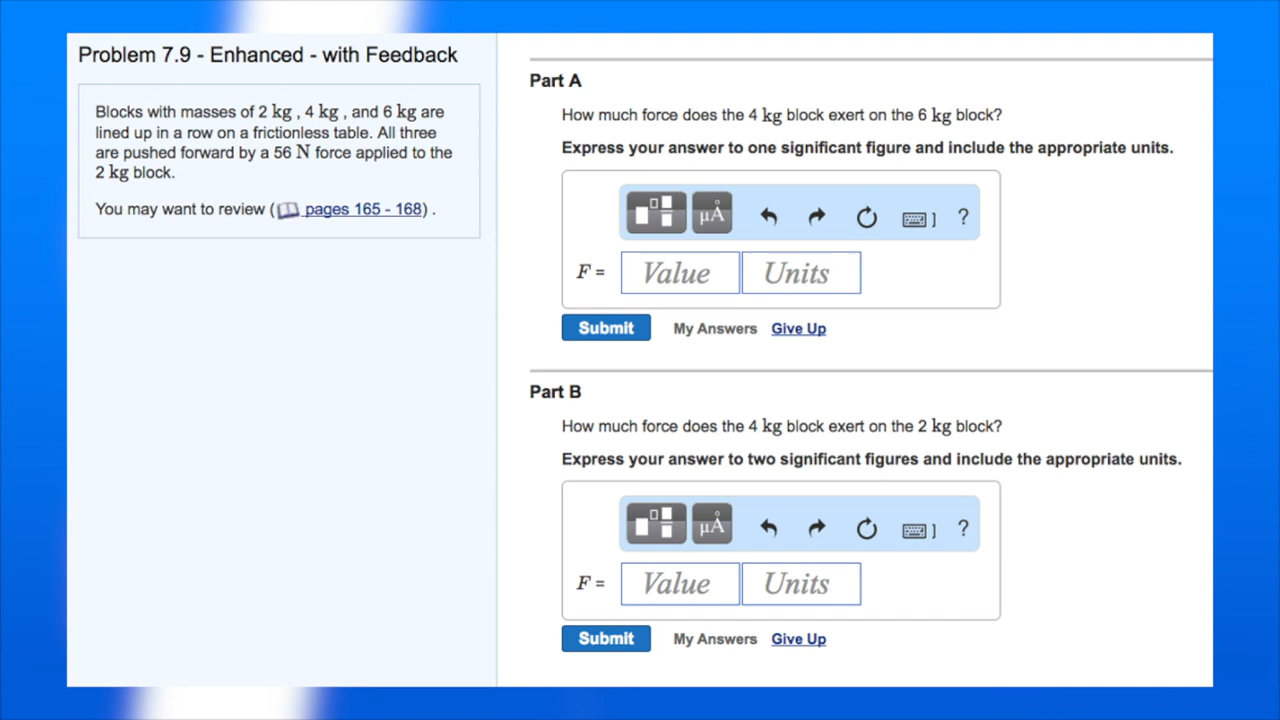 Problem 7.9 - Enhanced - with Feedback
Blocks with masses of 2 kg , 4 kg , and 6 kg are
lined up in a row on a frictionless table. All three
are pushed forward by a 56 N force applied to the
2 kg block.
You may want to review ( pages 165 - 168) .
Part A
How much force does the 4 kg block exert on the 6 kg block?
Express your answer to one significant figure and include the appropriate units.
μÅ ?
F = Value Units
Submit My Answers Give Up
Part B
How much force does the 4 kg block exert on the 2 kg block?
Express your answer to two significant figures and include the appropriate units.
μÅ ?
F = Value Units
Submit My Answers Give Up